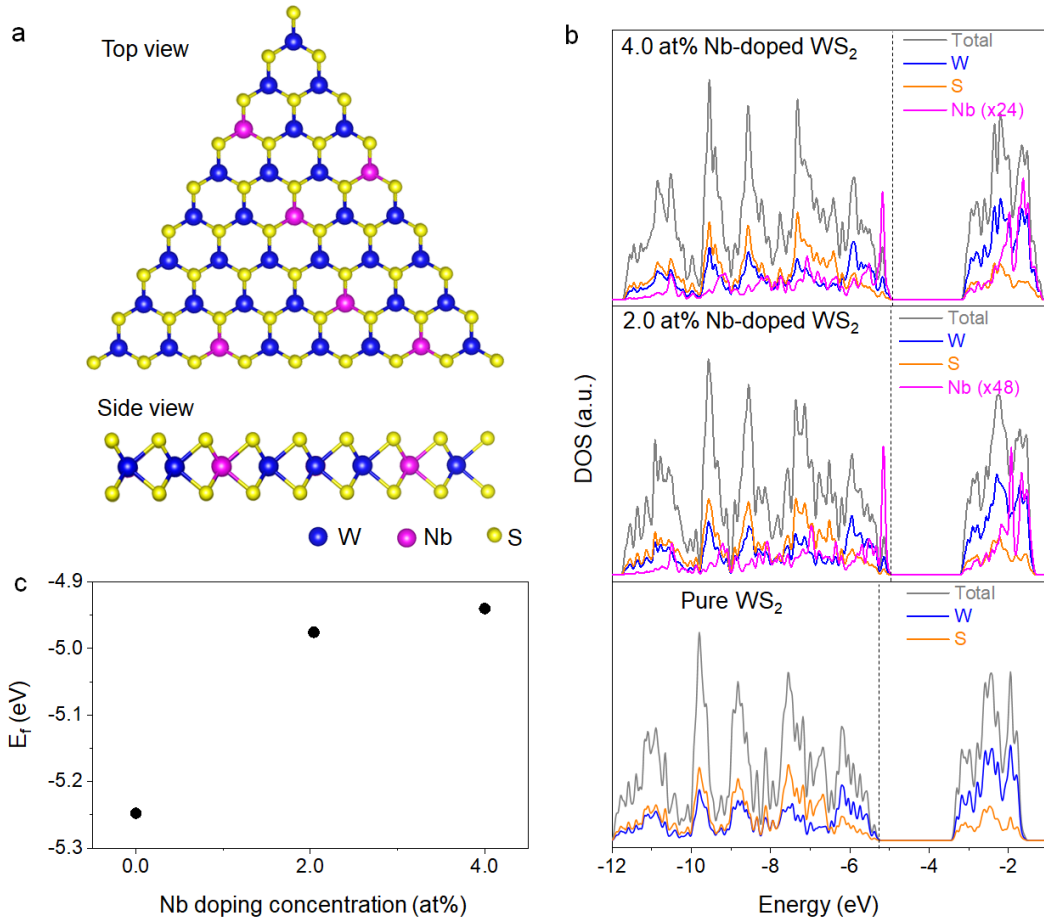 a
Top view
Side view
W
Nb
S
b
4.0 at% Nb-doped WS₂
Total
W
S
Nb (x24)
2.0 at% Nb-doped WS₂
Total
W
S
Nb (x48)
Pure WS₂
Total
W
S
DOS (a.u.)
-12
-10
-8
-6
-4
-2
Energy (eV)
c
-4.9
-5.0
-5.1
-5.2
-5.3
E_f (eV)
0.0
2.0
4.0
Nb doping concentration (at%)